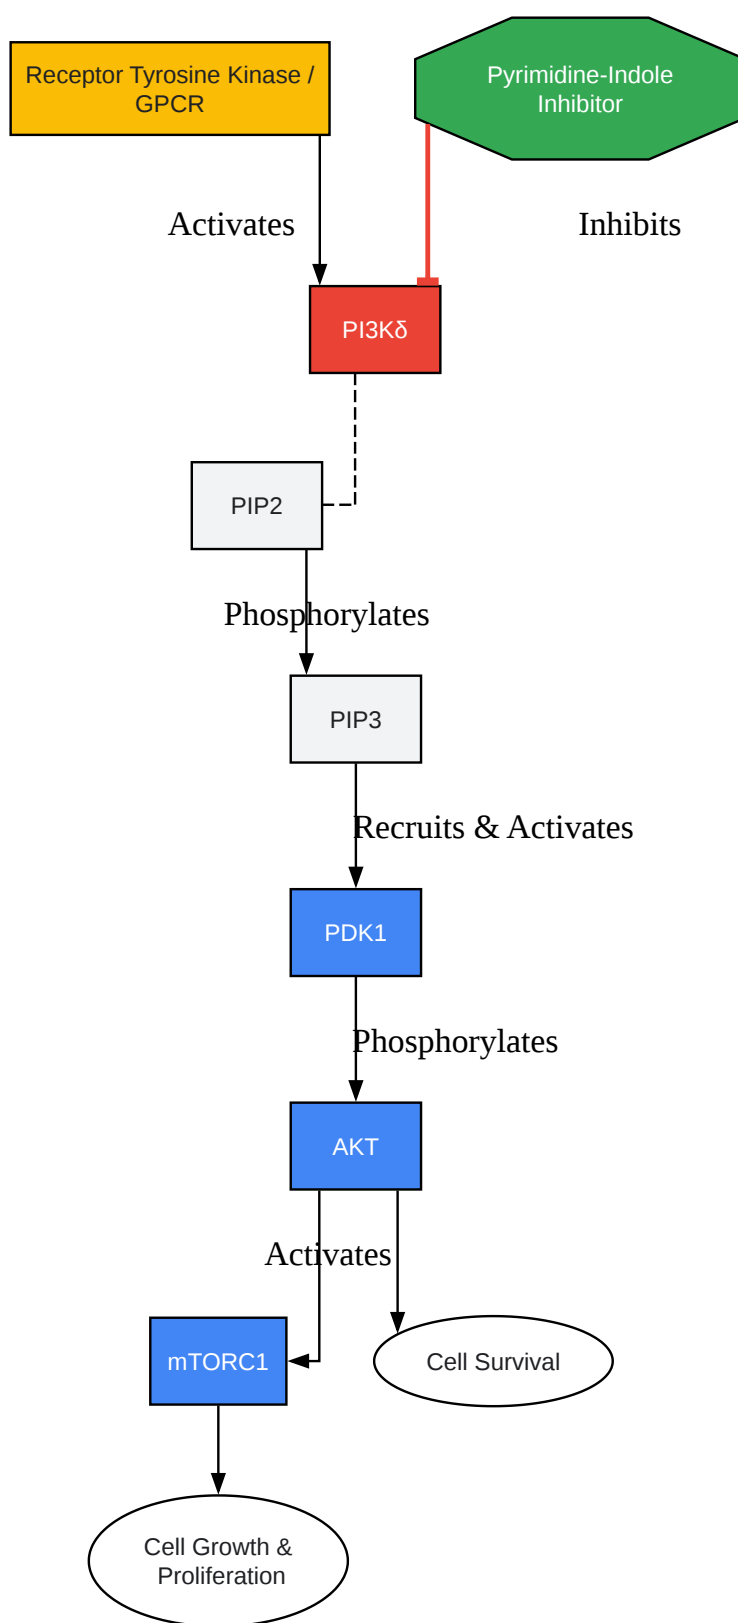 Receptor Tyrosine Kinase /
GPCR
Pyrimidine-Indole
Inhibitor
Activates
Inhibits
PI3Kδ
PIP2
Phosphorylates
PIP3
Recruits & Activates
PDK1
Phosphorylates
AKT
Activates
mTORC1
Cell Survival
Cell Growth &
Proliferation